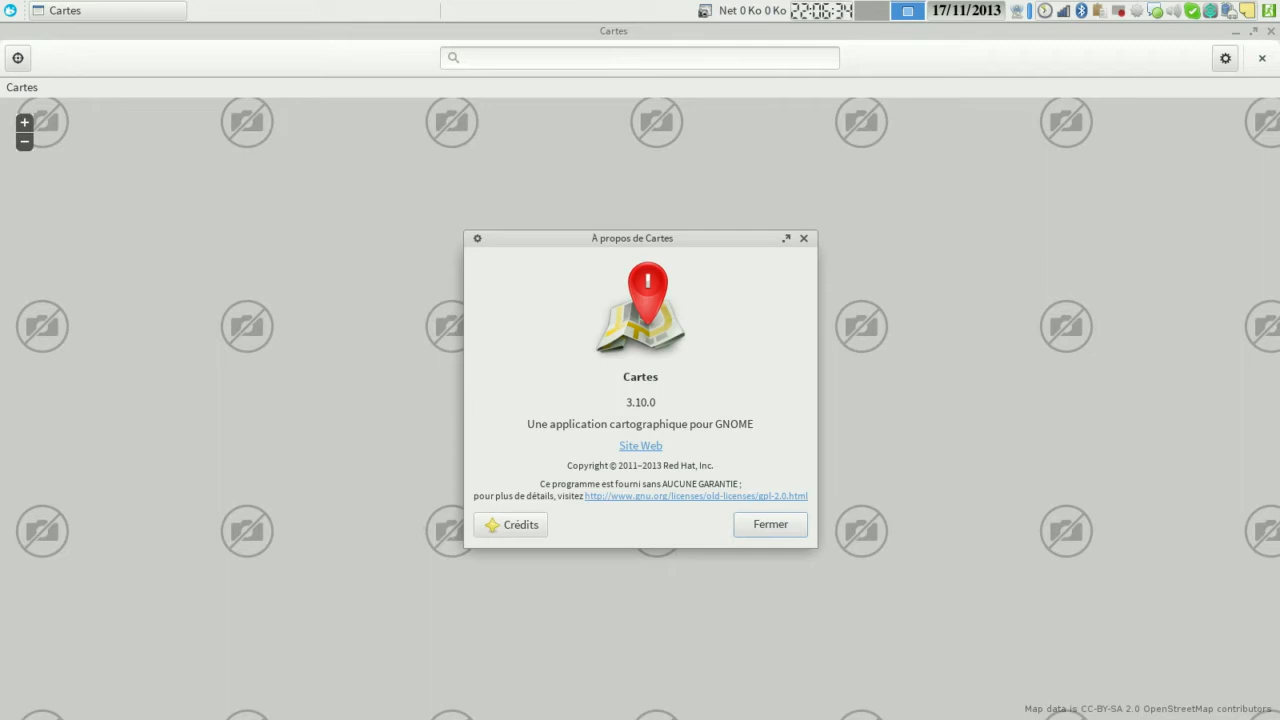 Cartes
Net 0 Ko 0 Ko
22:06:34
17/11/2013
Cartes
Cartes
À propos de Cartes
Cartes
3.10.0
Une application cartographique pour GNOME
Site Web
Copyright © 2011–2013 Red Hat, Inc.
Ce programme est fourni sans AUCUNE GARANTIE ;
pour plus de détails, visitez http://www.gnu.org/licenses/old-licenses/gpl-2.0.html
Crédits
Fermer
Map data is CC-BY-SA 2.0 OpenStreetMap contributors